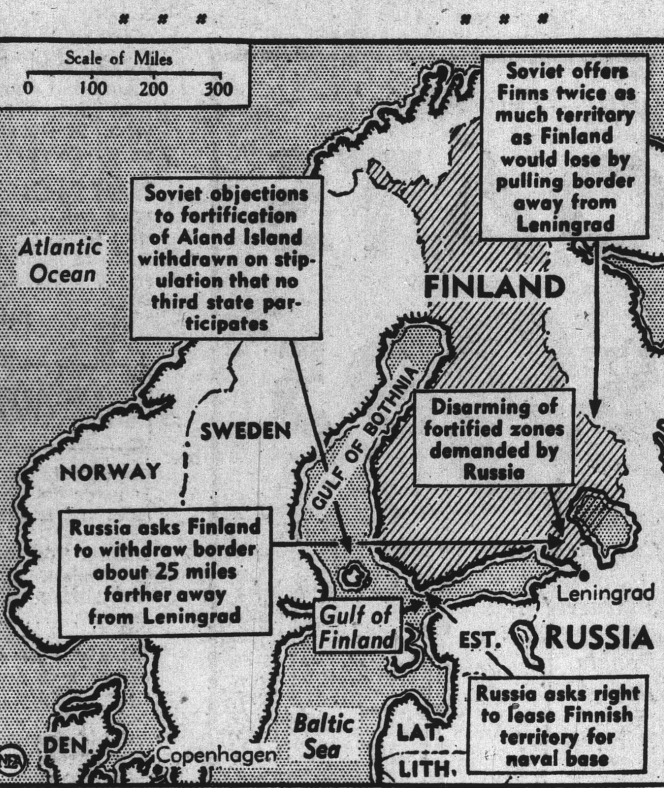 Scale of Miles
0 100 200 300
Soviet offers
Finns twice as
much territory
as Finland
would lose by
pulling border
away from
Leningrad
Soviet objections
to fortification
of Aland Island
withdrawn on stip-
ulation that no
third state par-
ticipates
Atlantic
Ocean
FINLAND
GULF OF BOTHNIA
Disarming of
fortified zones
demanded by
Russia
SWEDEN
NORWAY
Russia asks Finland
to withdraw border
about 25 miles
farther away
from Leningrad
Leningrad
Gulf of
Finland
EST.
RUSSIA
Russia asks right
to lease Finnish
territory for
naval base
Baltic
Sea
LAT.
LITH.
DEN.
Copenhagen
NEA